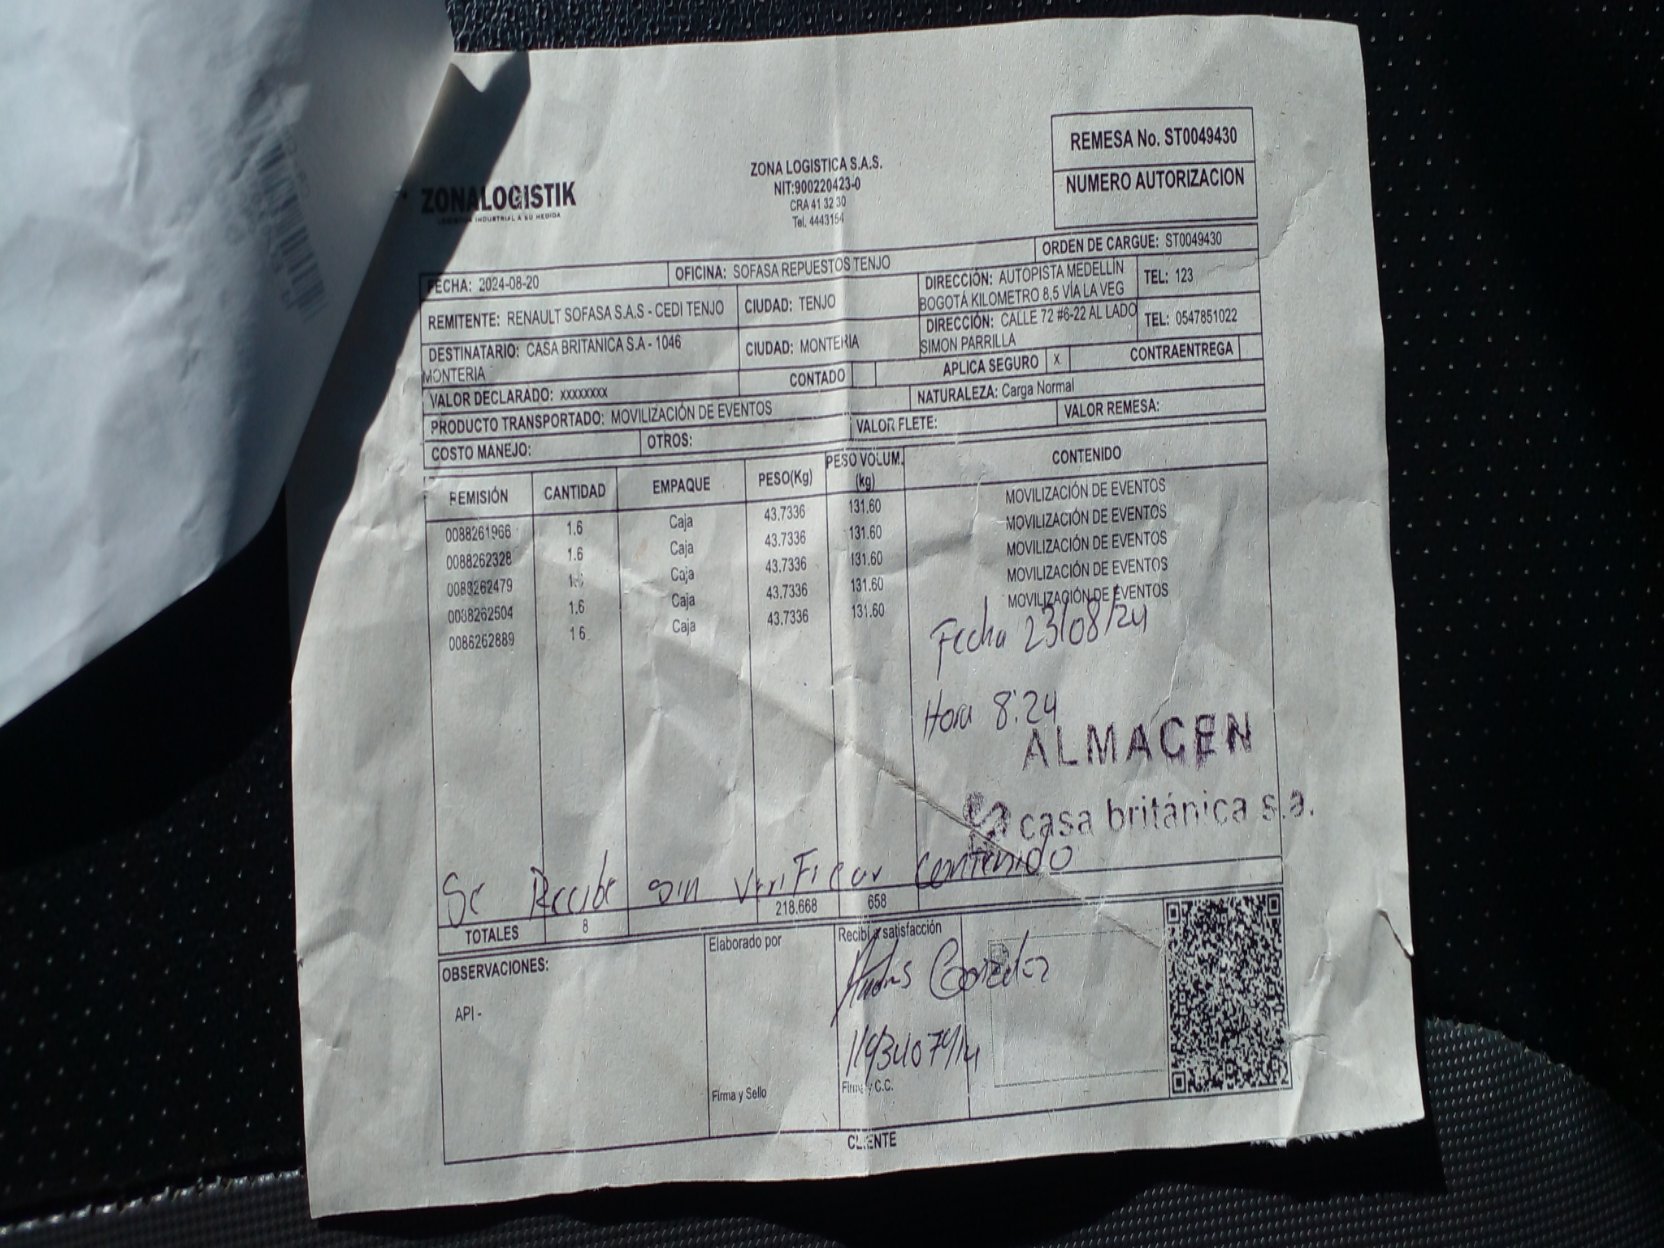 REMESA No. ST0049430
NUMERO AUTORIZACION
ZONALOGISTIK
LOGISTICA INDUSTRIAL A SU MEDIDA
ZONA LOGISTICA S.A.S.
NIT:900220423-0
CRA 41 32 30
Tel. 4443154
ORDEN DE CARGUE: ST0049430
FECHA: 2024-08-20 OFICINA: SOFASA REPUESTOS TENJO
REMITENTE: RENAULT SOFASA S.A.S - CEDI TENJO CIUDAD: TENJO DIRECCIÓN: AUTOPISTA MEDELLIN TEL: 123
BOGOTÁ KILOMETRO 8,5 VÍA LA VEG
DESTINATARIO: CASA BRITANICA S.A - 1046 CIUDAD: MONTERIA DIRECCIÓN: CALLE 72 #6-22 AL LADO TEL: 0547851022
MONTERIA SIMON PARRILLA
VALOR DECLARADO: xxxxxxxx CONTADO APLICA SEGURO x CONTRAENTREGA
PRODUCTO TRANSPORTADO: MOVILIZACIÓN DE EVENTOS NATURALEZA: Carga Normal
COSTO MANEJO: OTROS: VALOR FLETE: VALOR REMESA:
REMISIÓN CANTIDAD EMPAQUE PESO(Kg) PESO VOLUM. (kg) CONTENIDO
0088261966 1.6 Caja 43.7336 131.60 MOVILIZACIÓN DE EVENTOS
0088262328 1.6 Caja 43.7336 131.60 MOVILIZACIÓN DE EVENTOS
0088262479 1.6 Caja 43.7336 131.60 MOVILIZACIÓN DE EVENTOS
0088262504 1.6 Caja 43.7336 131.60 MOVILIZACIÓN DE EVENTOS
0088262889 1.6 Caja 43.7336 131.60 MOVILIZACIÓN DE EVENTOS
Fecha 23/08/24
Hora 8:24
ALMACEN
casa británica s.a.
Se Recibe sin verificar contenido
TOTALES 8 218.668 658
OBSERVACIONES: Elaborado por Recibí a satisfacción
API -
Andres Gonzalez
Firma y Sello Firma y C.C.
CLIENTE